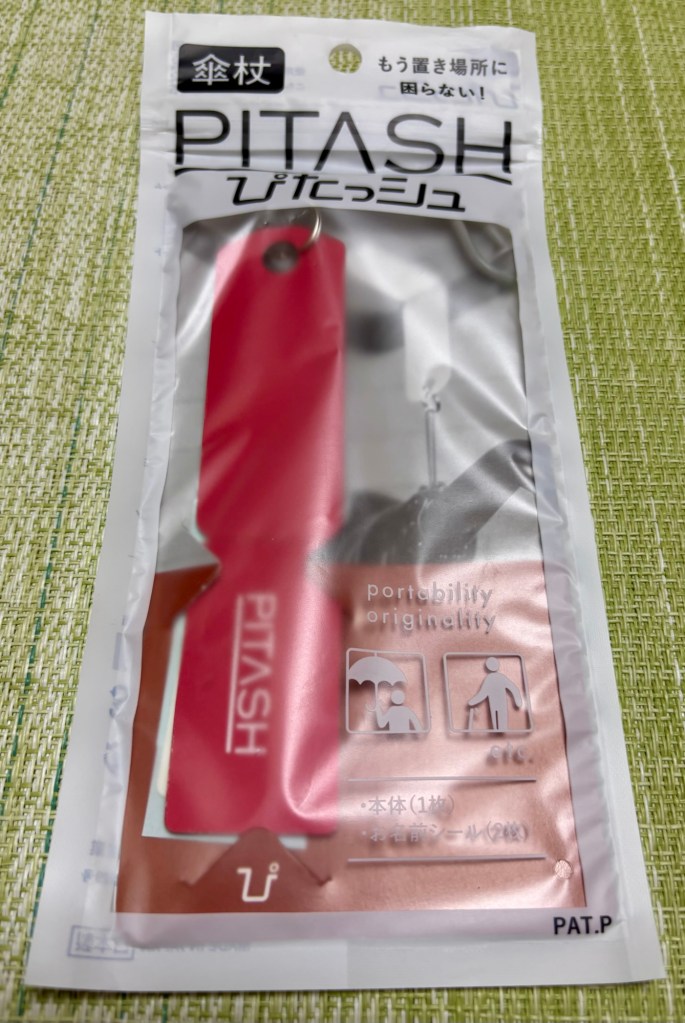 傘杖
もう置き場所に
困らない!
PITASH
ぴたっシュ
PITASH
portability
originality
etc.
・本体(1枚)
・お名前シール(2枚)
ぴ
PAT.P